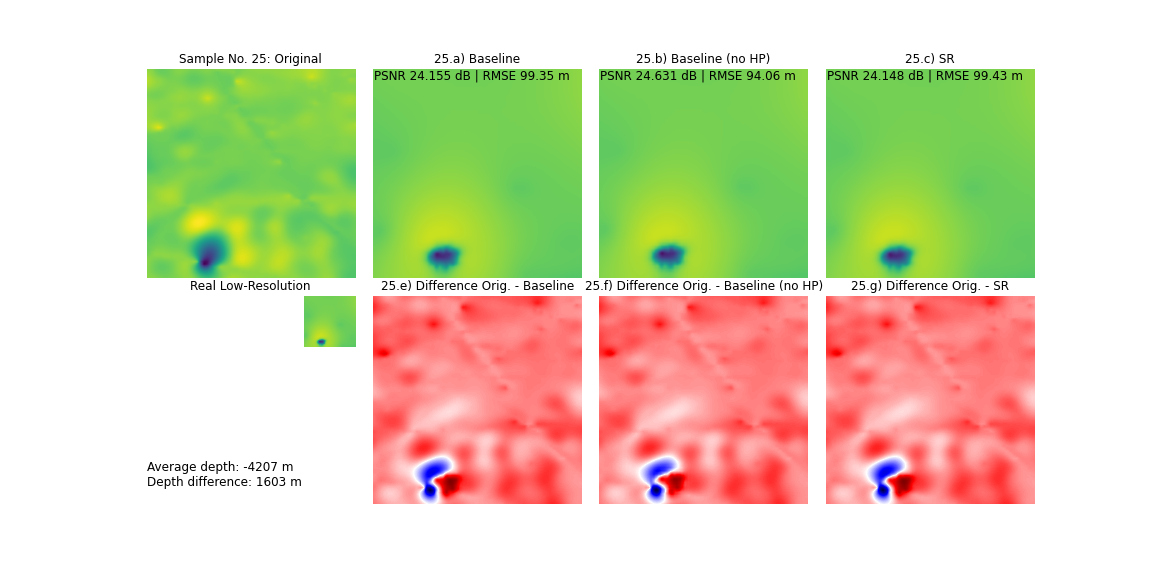 Sample No. 25: Original
25.a) Baseline
25.b) Baseline (no HP)
25.c) SR
PSNR 24.155 dB | RMSE 99.35 m
PSNR 24.631 dB | RMSE 94.06 m
PSNR 24.148 dB | RMSE 99.43 m
Real Low-Resolution
25.e) Difference Orig. - Baseline
25.f) Difference Orig. - Baseline (no HP)
25.g) Difference Orig. - SR
Average depth: -4207 m
Depth difference: 1603 m